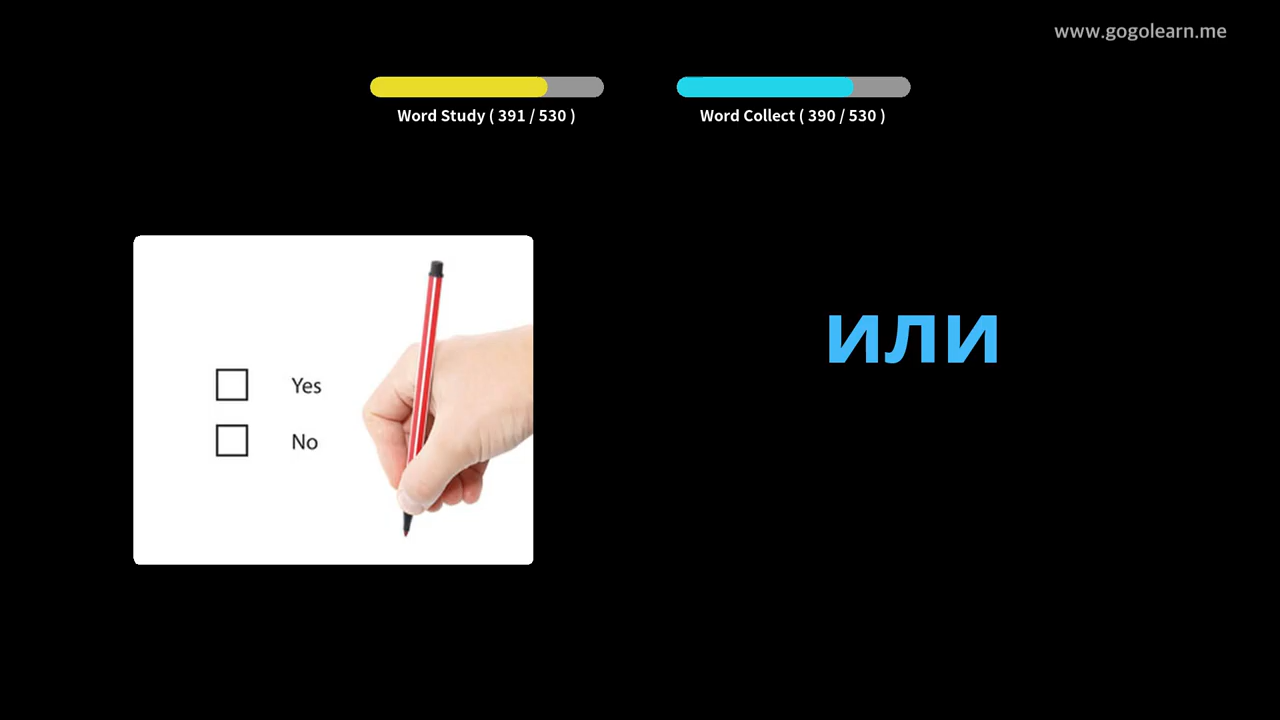 www.gogolearn.me
Word Study ( 391 / 530 )
Word Collect ( 390 / 530 )
Yes
No
или